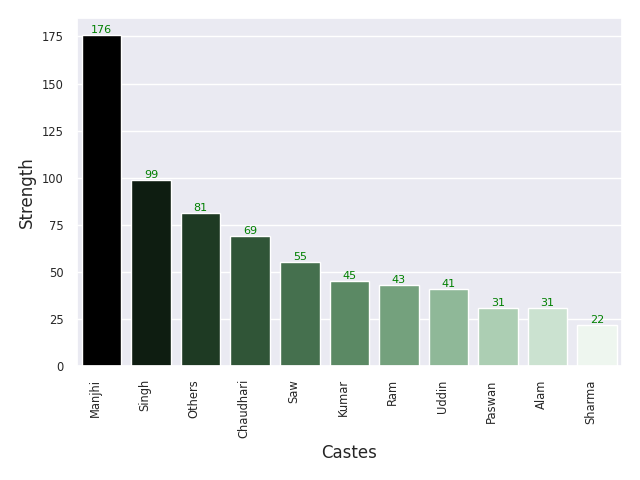 176
175
150
125
100
75
50
25
0
99
81
69
55
45
43
41
31
31
22
Strength
Manjhi
Singh
Others
Chaudhari
Saw
Kumar
Ram
Uddin
Paswan
Alam
Sharma
Castes